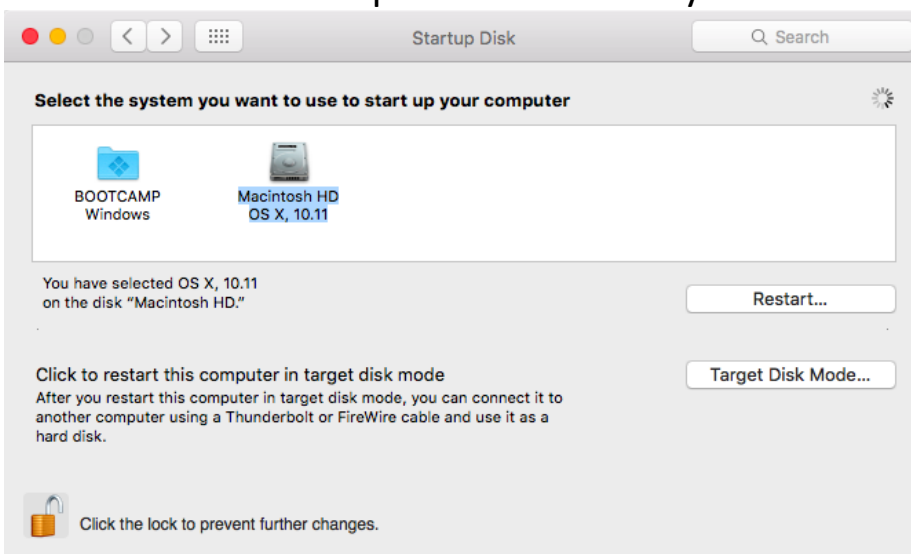 Startup Disk
Search
Select the system you want to use to start up your computer
BOOTCAMP
Windows
Macintosh HD
OS X, 10.11
You have selected OS X, 10.11
on the disk “Macintosh HD.”
Restart...
Click to restart this computer in target disk mode
After you restart this computer in target disk mode, you can connect it to
another computer using a Thunderbolt or FireWire cable and use it as a
hard disk.
Target Disk Mode...
Click the lock to prevent further changes.